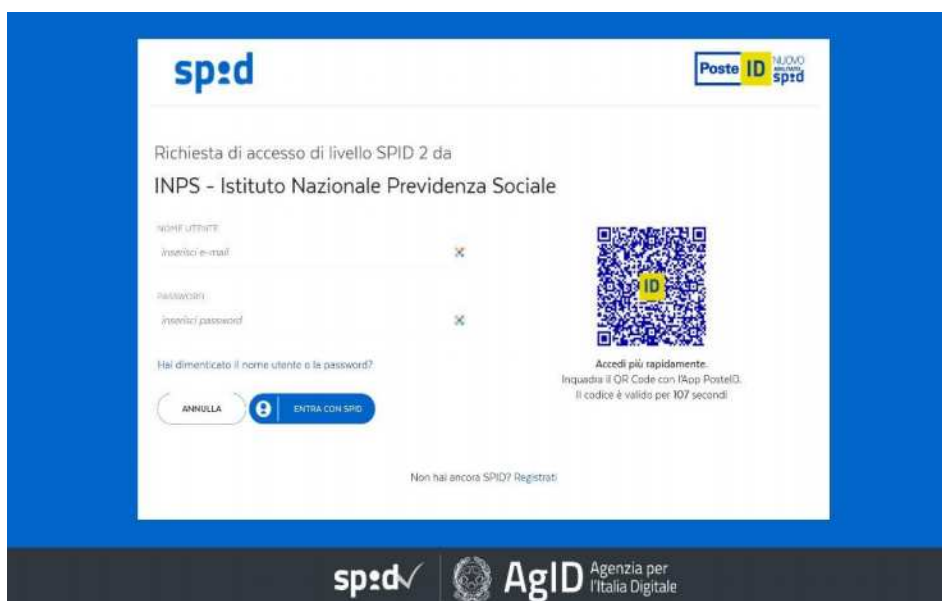 spid
Poste ID NUOVO
spid
Richiesta di accesso di livello SPID 2 da
INPS - Istituto Nazionale Previdenza Sociale
NOME UTENTE
inserisci e-mail
PASSWORD
inserisci password
Hai dimenticato il nome utente o la password?
ANNULLA
ENTRA CON SPID
ID
Accedi più rapidamente.
Inquadra il QR Code con l'App PosteID.
Il codice è valido per 107 secondi
Non hai ancora SPID? Registrati
spid
AgID Agenzia per
l'Italia Digitale